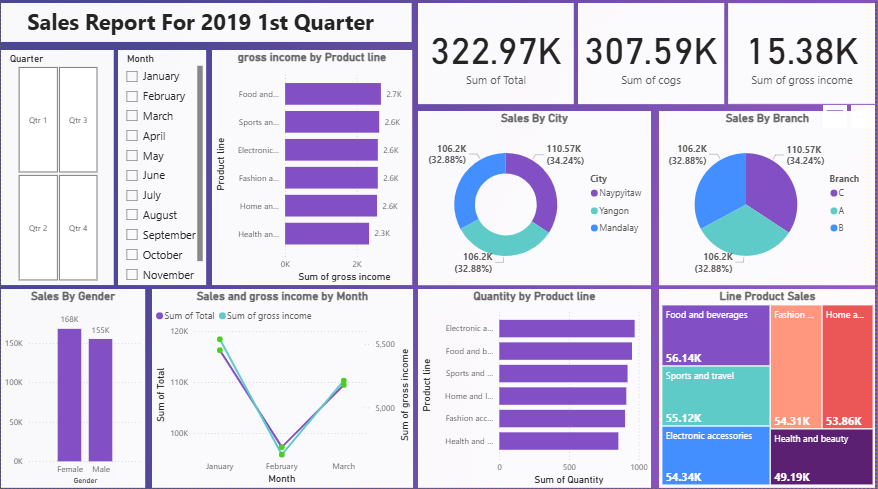 Sales Report For 2019 1st Quarter
322.97K
Sum of Total
307.59K
Sum of cogs
15.38K
Sum of gross income
Quarter
Qtr 1
Qtr 3
Qtr 2
Qtr 4
Month
January
February
March
April
May
June
July
August
September
October
November
gross income by Product line
Product line
Food and...
2.7K
Sports an...
2.6K
Electronic...
2.6K
Fashion a...
2.6K
Home an...
2.6K
Health an...
2.3K
0K
2K
Sum of gross income
Sales By City
106.2K
(32.88%)
110.57K
(34.24%)
106.2K
(32.88%)
City
Naypyitaw
Yangon
Mandalay
Sales By Branch
106.2K
(32.88%)
110.57K
(34.24%)
106.2K
(32.88%)
Branch
C
A
B
Sales By Gender
168K
155K
150K
100K
50K
0K
Female
Male
Gender
Sales and gross income by Month
Sum of Total
Sum of gross income
Sum of Total
120K
110K
100K
5,500
5,000
Sum of gross income
January
February
March
Month
Quantity by Product line
Product line
Electronic a...
Food and b...
Sports and ...
Home and l...
Fashion acc...
Health and ...
0
500
1000
Sum of Quantity
Line Product Sales
Food and beverages
56.14K
Sports and travel
55.12K
Electronic accessories
54.34K
Fashion ...
54.31K
Home a...
53.86K
Health and beauty
49.19K